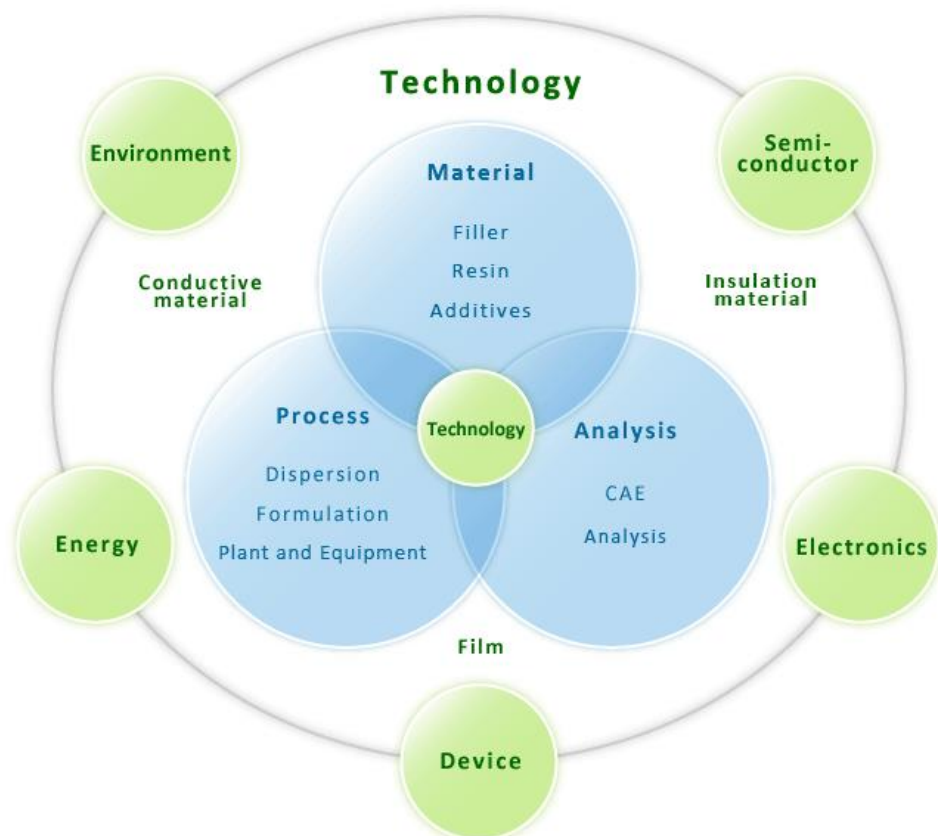 Technology
Environment
Semi-
conductor
Material
Filler
Resin
Additives
Conductive
material
Insulation
material
Process
Dispersion
Formulation
Plant and Equipment
Technology
Analysis
CAE
Analysis
Energy
Electronics
Film
Device